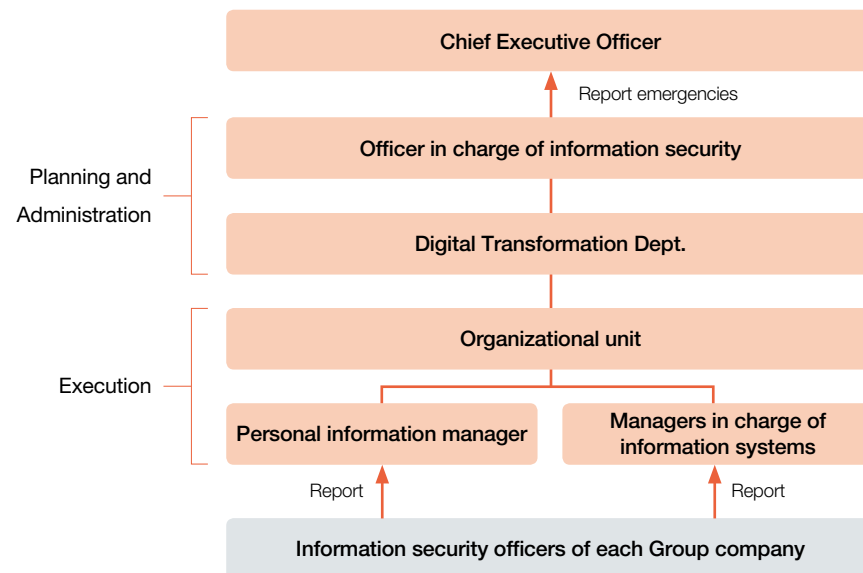 Chief Executive Officer
Report emergencies
Officer in charge of information security
Planning and
Administration
Digital Transformation Dept.
Organizational unit
Execution
Personal information manager
Managers in charge of
information systems
Report
Report
Information security officers of each Group company